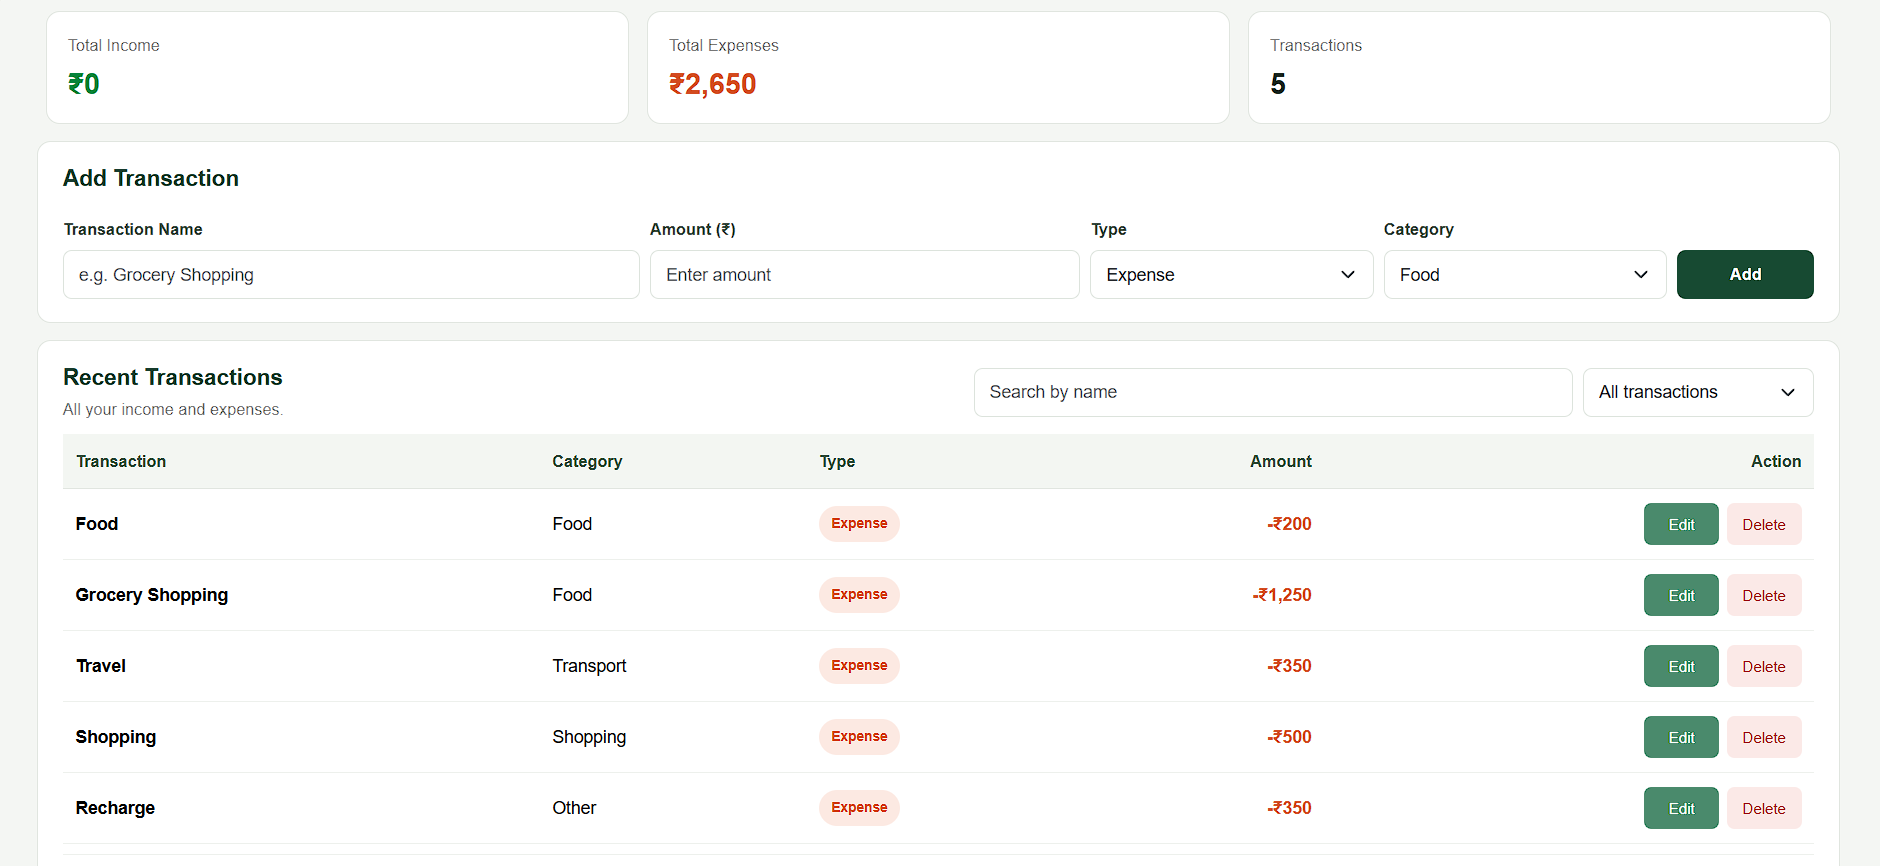 Total Income
₹0
Total Expenses
₹2,650
Transactions
5
Add Transaction
Transaction Name
Amount (₹)
Type
Category
e.g. Grocery Shopping
Enter amount
Expense
Food
Add
Recent Transactions
All your income and expenses.
Search by name
All transactions
Transaction Category Type Amount Action
Food Food Expense -₹200 Edit Delete
Grocery Shopping Food Expense -₹1,250 Edit Delete
Travel Transport Expense -₹350 Edit Delete
Shopping Shopping Expense -₹500 Edit Delete
Recharge Other Expense -₹350 Edit Delete